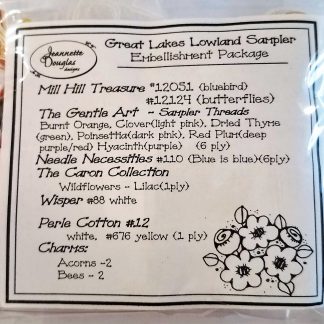 Jeannette
Douglas
designs
Great Lakes Lowland Sampler
Embellishment Package
Mill Hill Treasure #12051 (bluebird)
#12124 (butterflies)
The Gentle Art - Sampler Threads
Burnt Orange, Clover(light pink), Dried Thyme
(green), Poinsettia(dark pink), Red Plum(deep
purple/red) Hyacinth(purple) (6 ply)
Needle Necessities #110 (Blue is blue)(6ply)
The Caron Collection
Wildflowers - Lilac(1ply)
Wisper #88 white
Perle Cotton #12
white, #676 yellow (1 ply)
Charms:
Acorns -2
Bees - 2